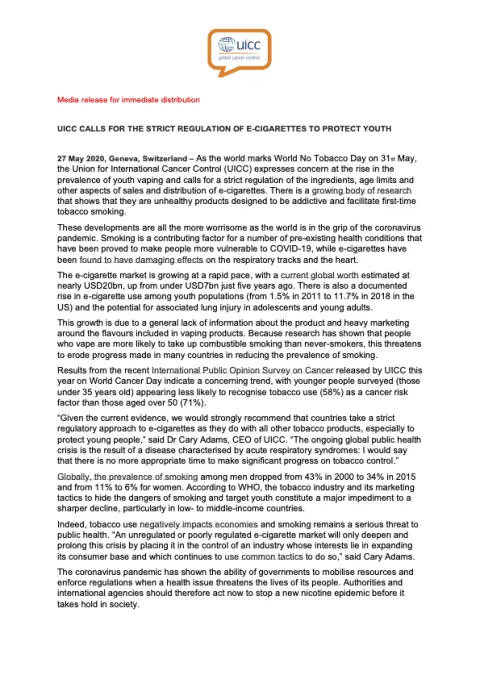 uicc
global cancer control
Media release for immediate distribution
UICC CALLS FOR THE STRICT REGULATION OF E-CIGARETTES TO PROTECT YOUTH
27 May 2020, Geneva, Switzerland – As the world marks World No Tobacco Day on 31st May,
the Union for International Cancer Control (UICC) expresses concern at the rise in the
prevalence of youth vaping and calls for a strict regulation of the ingredients, age limits and
other aspects of sales and distribution of e-cigarettes. There is a growing body of research
that shows that they are unhealthy products designed to be addictive and facilitate first-time
tobacco smoking.
These developments are all the more worrisome as the world is in the grip of the coronavirus
pandemic. Smoking is a contributing factor for a number of pre-existing health conditions that
have been proved to make people more vulnerable to COVID-19, while e-cigarettes have
been found to have damaging effects on the respiratory tracks and the heart.
The e-cigarette market is growing at a rapid pace, with a current global worth estimated at
nearly USD20bn, up from under USD7bn just five years ago. There is also a documented
rise in e-cigarette use among youth populations (from 1.5% in 2011 to 11.7% in 2018 in the
US) and the potential for associated lung injury in adolescents and young adults.
This growth is due to a general lack of information about the product and heavy marketing
around the flavours included in vaping products. Because research has shown that people
who vape are more likely to take up combustible smoking than never-smokers, this threatens
to erode progress made in many countries in reducing the prevalence of smoking.
Results from the recent International Public Opinion Survey on Cancer released by UICC this
year on World Cancer Day indicate a concerning trend, with younger people surveyed (those
under 35 years old) appearing less likely to recognise tobacco use (58%) as a cancer risk
factor than those aged over 50 (71%).
“Given the current evidence, we would strongly recommend that countries take a strict
regulatory approach to e-cigarettes as they do with all other tobacco products, especially to
protect young people,” said Dr Cary Adams, CEO of UICC. “The ongoing global public health
crisis is the result of a disease characterised by acute respiratory syndromes: I would say
that there is no more appropriate time to make significant progress on tobacco control.”
Globally, the prevalence of smoking among men dropped from 43% in 2000 to 34% in 2015
and from 11% to 6% for women. According to WHO, the tobacco industry and its marketing
tactics to hide the dangers of smoking and target youth constitute a major impediment to a
sharper decline, particularly in low- to middle-income countries.
Indeed, tobacco use negatively impacts economies and smoking remains a serious threat to
public health. “An unregulated or poorly regulated e-cigarette market will only deepen and
prolong this crisis by placing it in the control of an industry whose interests lie in expanding
its consumer base and which continues to use common tactics to do so,” said Cary Adams.
The coronavirus pandemic has shown the ability of governments to mobilise resources and
enforce regulations when a health issue threatens the lives of its people. Authorities and
international agencies should therefore act now to stop a new nicotine epidemic before it
takes hold in society.